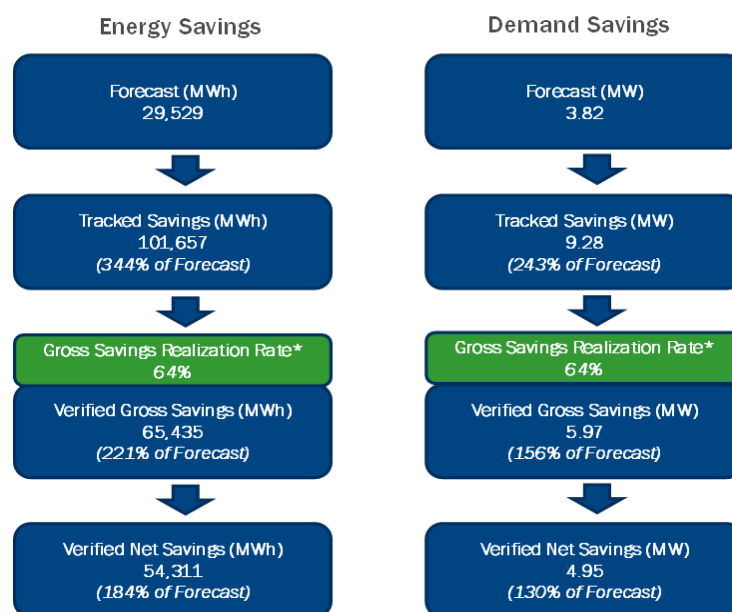 Energy Savings
Forecast (MWh)
29,529
Tracked Savings (MWh)
101,657
(344% of Forecast)
Gross Savings Realization Rate*
64%
Verified Gross Savings (MWh)
65,435
(221% of Forecast)
Verified Net Savings (MWh)
54,311
(184% of Forecast)
Demand Savings
Forecast (MW)
3.82
Tracked Savings (MW)
9.28
(243% of Forecast)
Gross Savings Realization Rate*
64%
Verified Gross Savings (MW)
5.97
(156% of Forecast)
Verified Net Savings (MW)
4.95
(130% of Forecast)